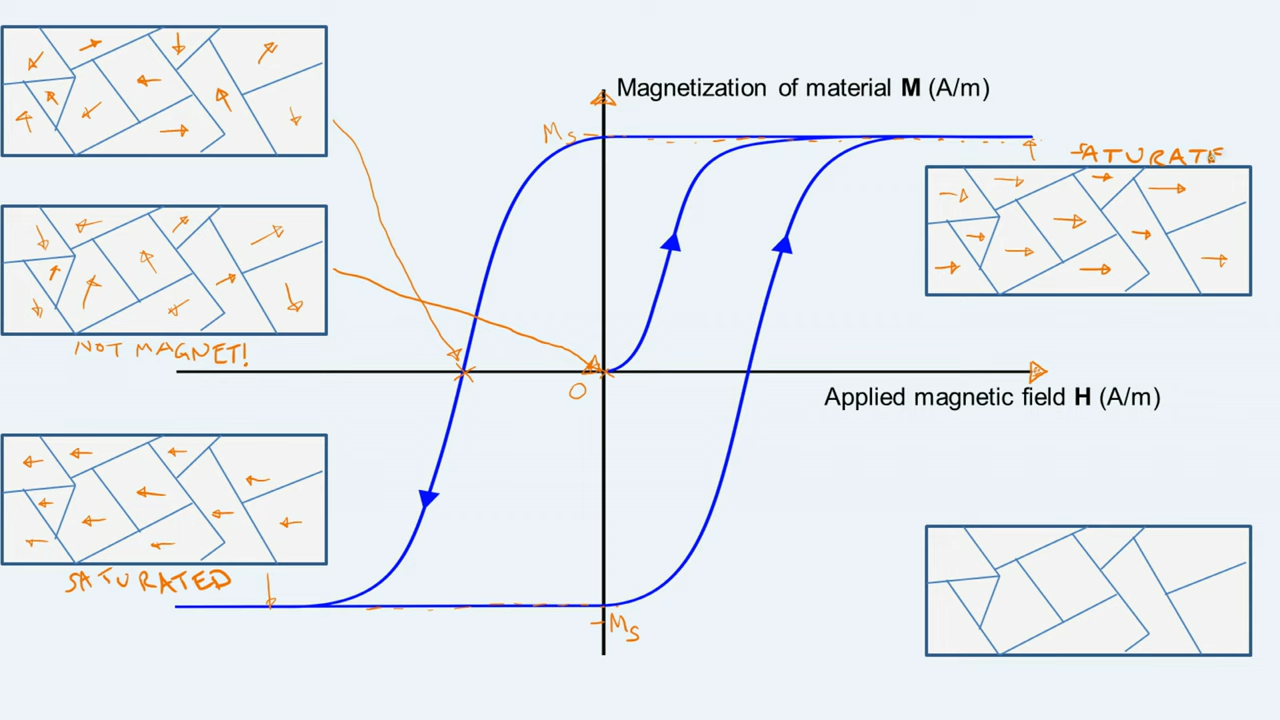 Magnetization of material M (A/m)
Ms
SATURATE
NOT MAGNET!
O
Applied magnetic field H (A/m)
SATURATED
-Ms